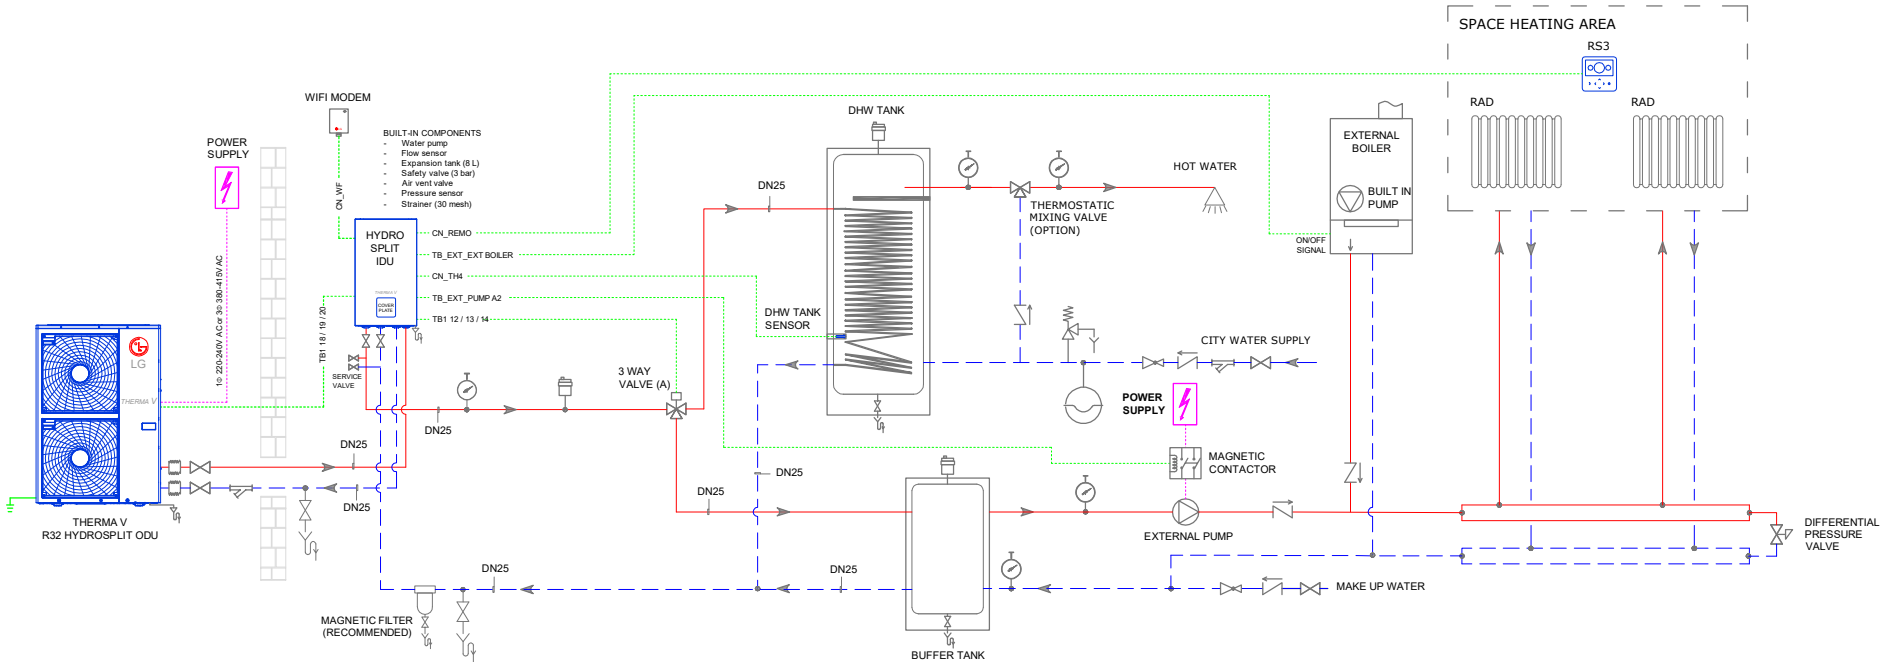 SPACE HEATING AREA
RS3
RAD
RAD
WIFI MODEM
POWER
SUPPLY
CN_WF
BUILT-IN COMPONENTS
- Water pump
- Flow sensor
- Expansion tank (8 L)
- Safety valve (3 bar)
- Air vent valve
- Pressure sensor
- Strainer (30 mesh)
HYDRO
SPLIT
IDU
THERMA V
COVER
PLATE
CN_REMO
TB_EXT_EXT BOILER
CN_TH4
TB_EXT_PUMP A2
TB1 12 / 13 / 14
TB1 18 / 19 / 20
1Φ 220-240V AC or 3Φ 380-415V AC
SERVICE
VALVE
LG
THERMA V
THERMA V
R32 HYDROSPLIT ODU
DN25
DN25
DN25
3 WAY
VALVE (A)
DN25
DHW TANK
DHW TANK
SENSOR
THERMOSTATIC
MIXING VALVE
(OPTION)
HOT WATER
EXTERNAL
BOILER
BUILT IN
PUMP
ON/OFF
SIGNAL
CITY WATER SUPPLY
POWER
SUPPLY
MAGNETIC
CONTACTOR
EXTERNAL PUMP
DN25
DN25
DN25
DN25
MAGNETIC FILTER
(RECOMMENDED)
BUFFER TANK
MAKE UP WATER
DIFFERENTIAL
PRESSURE
VALVE